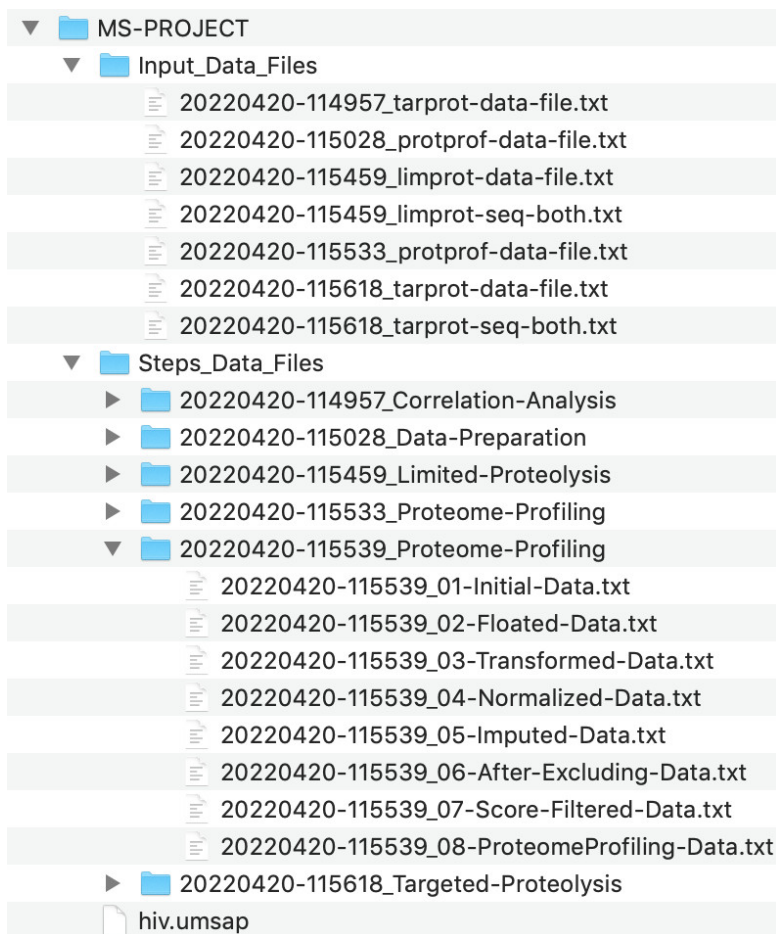 MS-PROJECT
Input_Data_Files
20220420-114957_tarprot-data-file.txt
20220420-115028_protprof-data-file.txt
20220420-115459_limprot-data-file.txt
20220420-115459_limprot-seq-both.txt
20220420-115533_protprof-data-file.txt
20220420-115618_tarprot-data-file.txt
20220420-115618_tarprot-seq-both.txt
Steps_Data_Files
20220420-114957_Correlation-Analysis
20220420-115028_Data-Preparation
20220420-115459_Limited-Proteolysis
20220420-115533_Proteome-Profiling
20220420-115539_Proteome-Profiling
20220420-115539_01-Initial-Data.txt
20220420-115539_02-Floated-Data.txt
20220420-115539_03-Transformed-Data.txt
20220420-115539_04-Normalized-Data.txt
20220420-115539_05-Imputed-Data.txt
20220420-115539_06-After-Excluding-Data.txt
20220420-115539_07-Score-Filtered-Data.txt
20220420-115539_08-ProteomeProfiling-Data.txt
20220420-115618_Targeted-Proteolysis
hiv.umsap